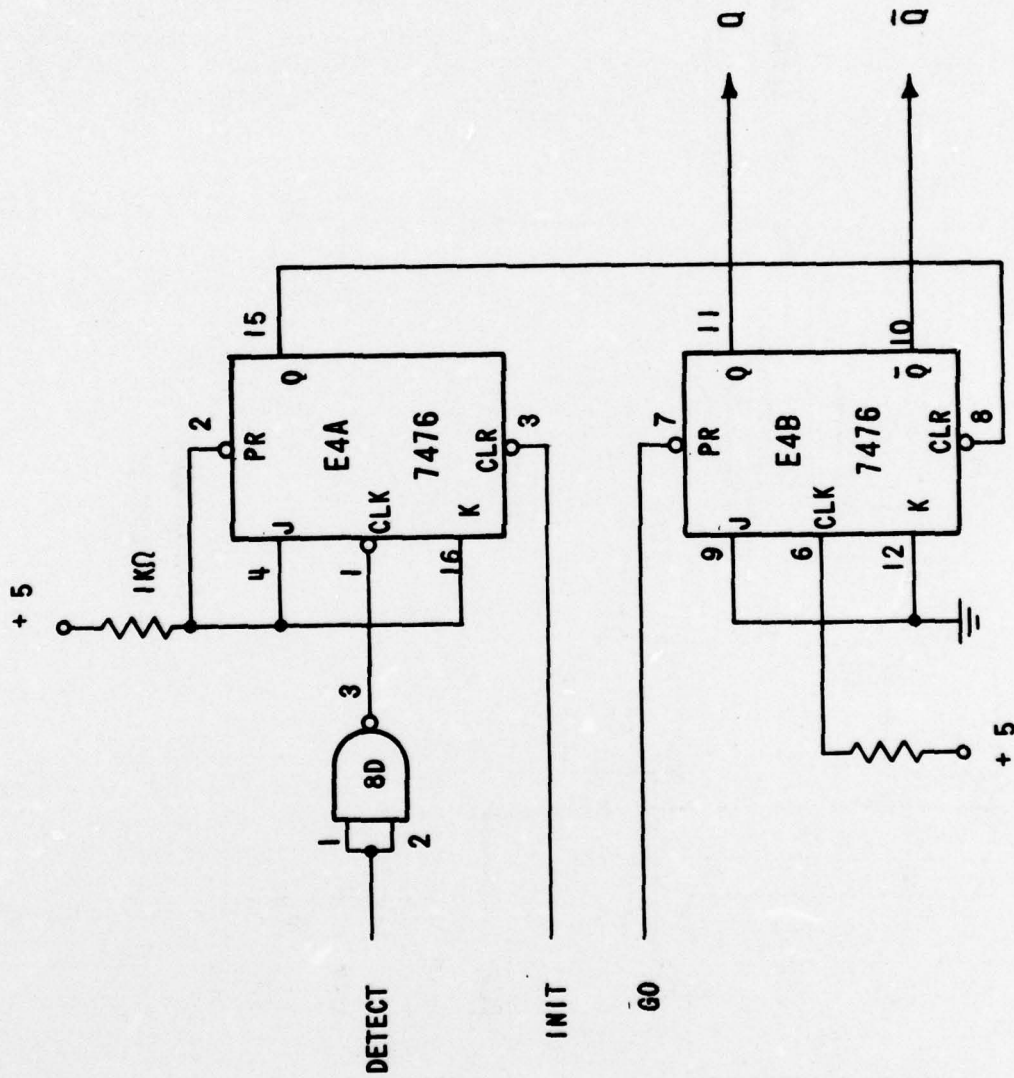 + 5
1KΩ
2
PR
4
J
E4A
Q
15
1
CLK
7476
16
K
CLR
3
DETECT
1
2
8D
3
INIT
GO
7
PR
9
J
E4B
Q
11
Q
6
CLK
7476
12
K
CLR
Q̄
10
Q̄
8
+ 5